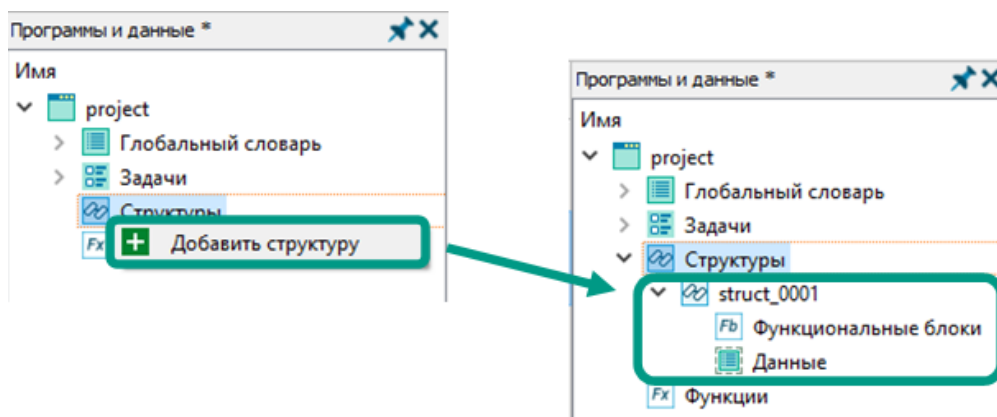 Программы и данные *
Имя
project
Глобальный словарь
Задачи
Структуры
Fx
Добавить структуру
Программы и данные *
Имя
project
Глобальный словарь
Задачи
Структуры
struct_0001
Fb Функциональные блоки
Данные
Fx Функции